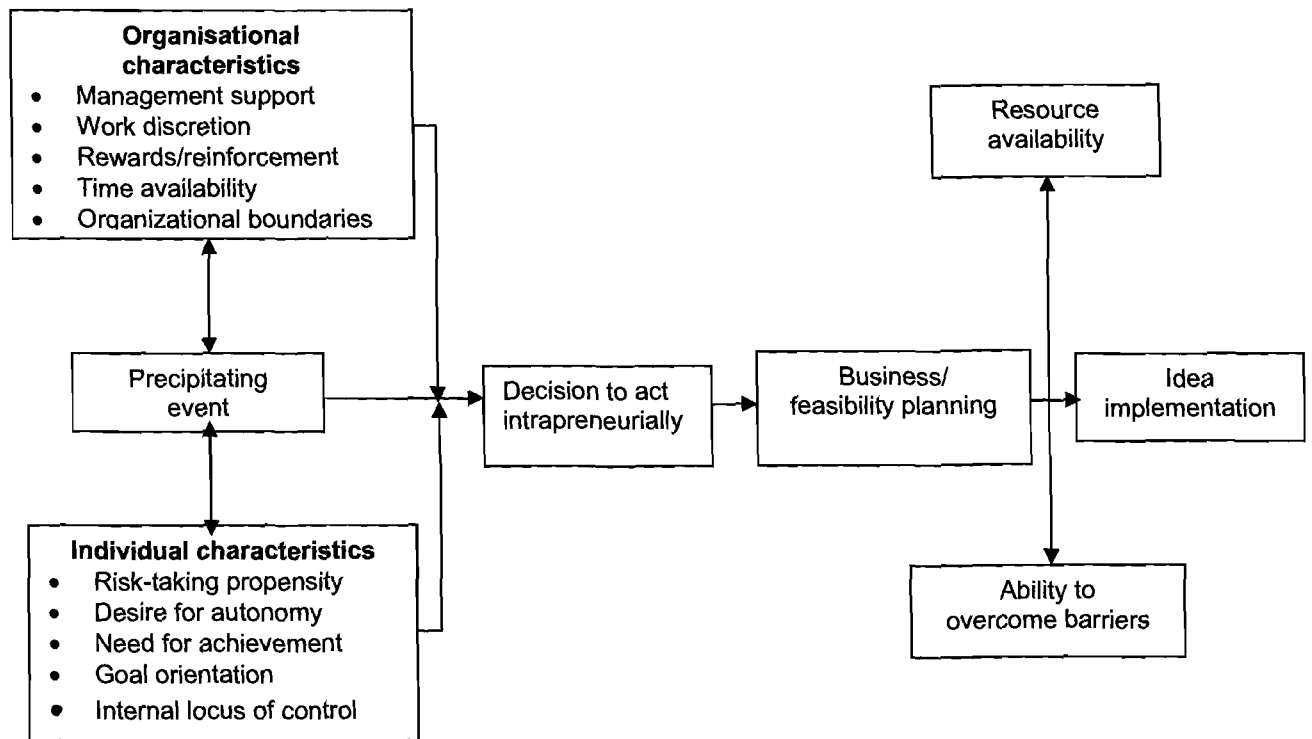 Organisational
characteristics
• Management support
• Work discretion
• Rewards/reinforcement
• Time availability
• Organizational boundaries
Resource
availability
Precipitating
event
Decision to act
intrapreneurially
Business/
feasibility planning
Idea
implementation
Individual characteristics
• Risk-taking propensity
• Desire for autonomy
• Need for achievement
• Goal orientation
• Internal locus of control
Ability to
overcome barriers